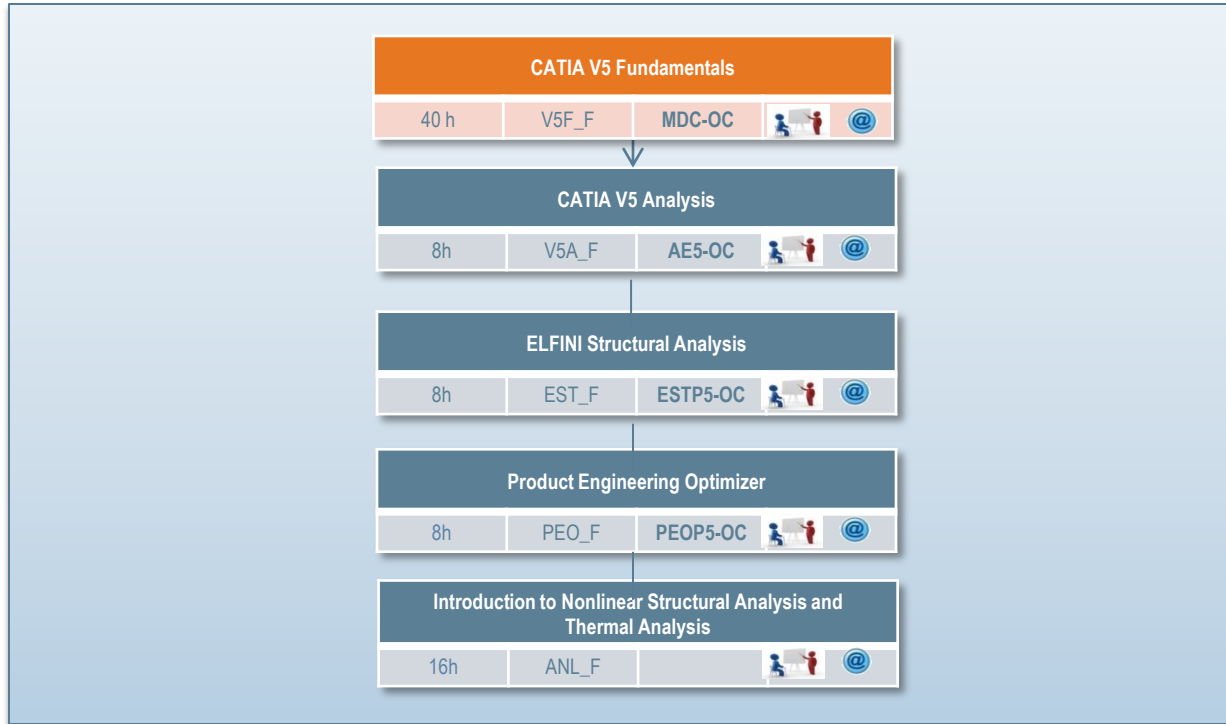 CATIA V5 Fundamentals
40 h V5F_F MDC-OC @
CATIA V5 Analysis
8h V5A_F AE5-OC @
ELFINI Structural Analysis
8h EST_F ESTP5-OC @
Product Engineering Optimizer
8h PEO_F PEOP5-OC @
Introduction to Nonlinear Structural Analysis and
Thermal Analysis
16h ANL_F @